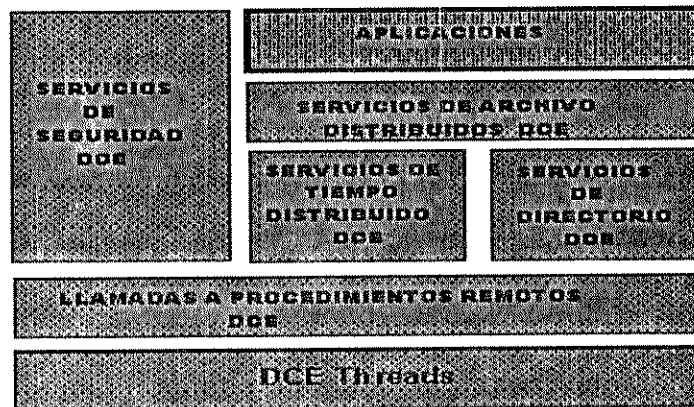 APLICACIONES
SERVICIOS
DE
SEGURIDAD
DCE
SERVICIOS DE ARCHIVO
DISTRIBUIDOS DCE
SERVICIOS DE
TIEMPO
DISTRIBUIDO
DCE
SERVICIOS
DE
DIRECTORIO
DCE
LLAMADAS A PROCEDIMIENTOS REMOTOS
DCE
DCE Threads